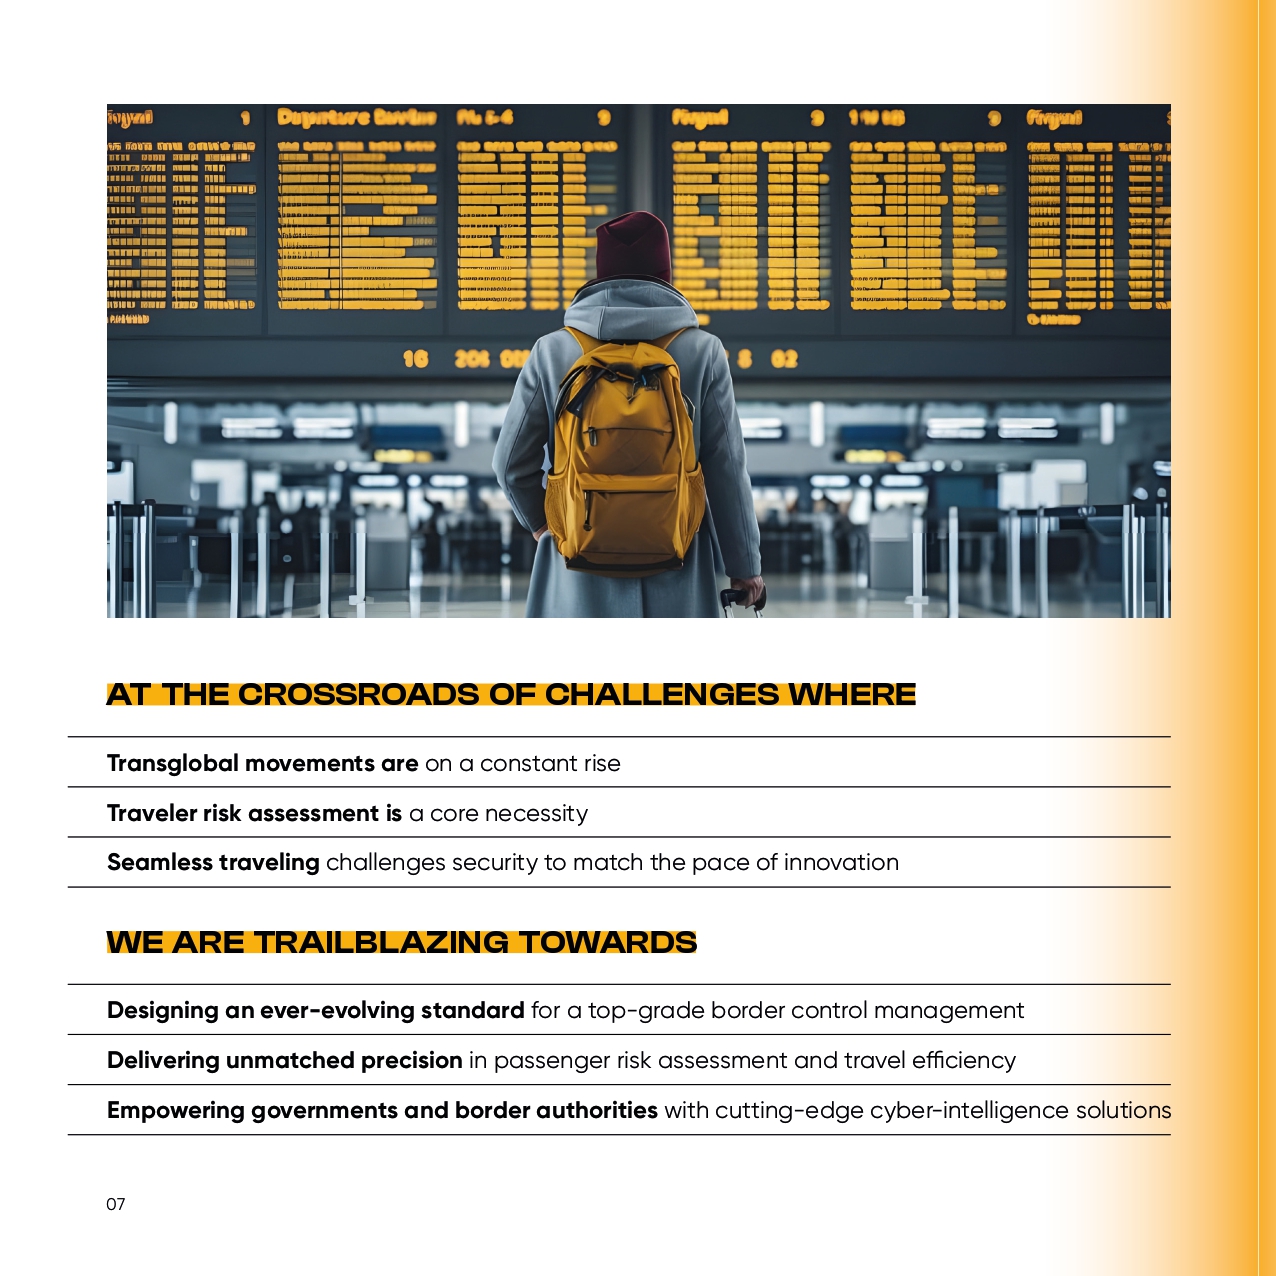 AT THE CROSSROADS OF CHALLENGES WHERE
Transglobal movements are on a constant rise
Traveler risk assessment is a core necessity
Seamless traveling challenges security to match the pace of innovation
WE ARE TRAILBLAZING TOWARDS
Designing an ever-evolving standard for a top-grade border control management
Delivering unmatched precision in passenger risk assessment and travel efficiency
Empowering governments and border authorities with cutting-edge cyber-intelligence solutions
07